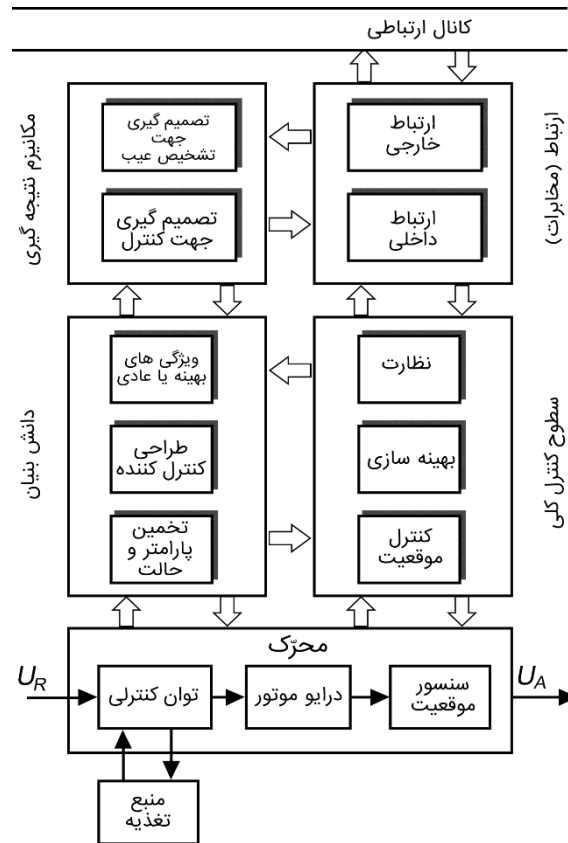 کانال ارتباطی
ارتباط (مخابرات)
ارتباط
خارجی
ارتباط
داخلی
مکانیزم نتیجه گیری
تصمیم گیری
جهت
تشخیص عیب
تصمیم گیری
جهت کنترل
سطوح کنترل کلی
نظارت
بهینه سازی
کنترل
موقعیت
دانش بنیان
ویژگی های
بهینه یا عادی
طراحی
کنترل کننده
تخمین
پارامتر و
حالت
محرّک
U_R
توان کنترلی
درایو موتور
سنسور
موقعیت
U_A
منبع
تغذیه